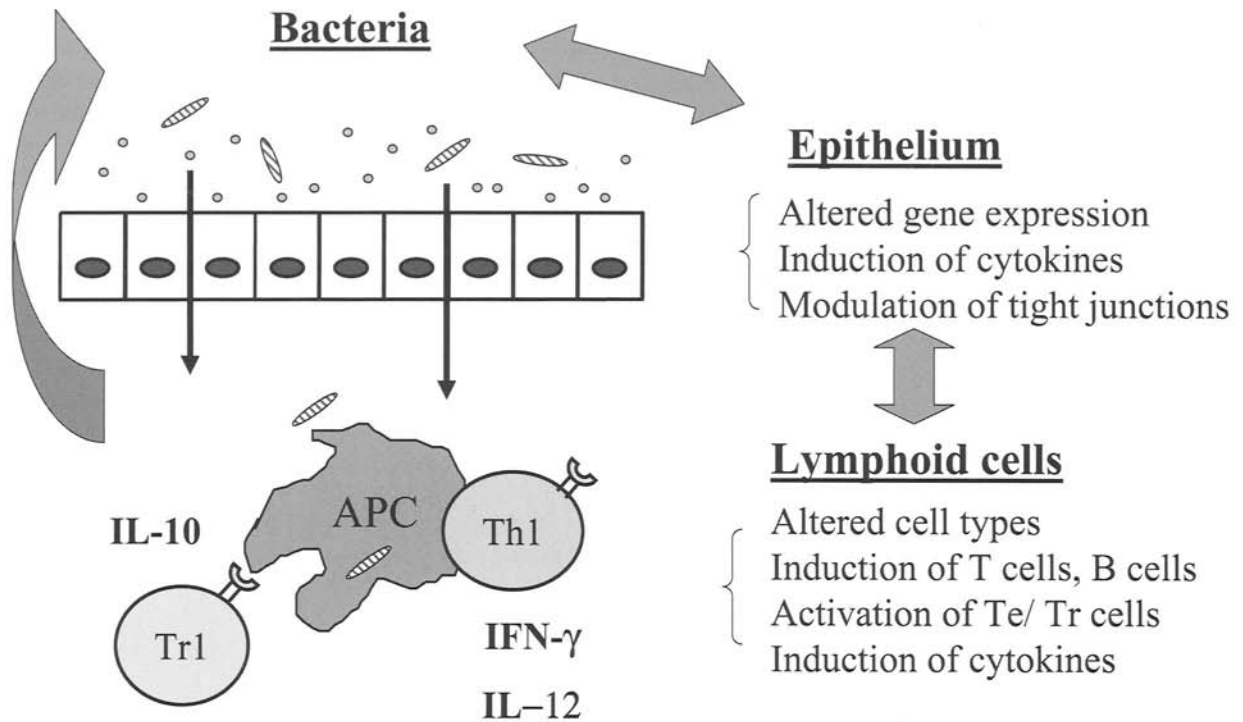 Bacteria
Epithelium
Altered gene expression
Induction of cytokines
Modulation of tight junctions
Lymphoid cells
Altered cell types
Induction of T cells, B cells
Activation of Te/ Tr cells
Induction of cytokines
APC
Th1
IL-10
Tr1
IFN-γ
IL–12